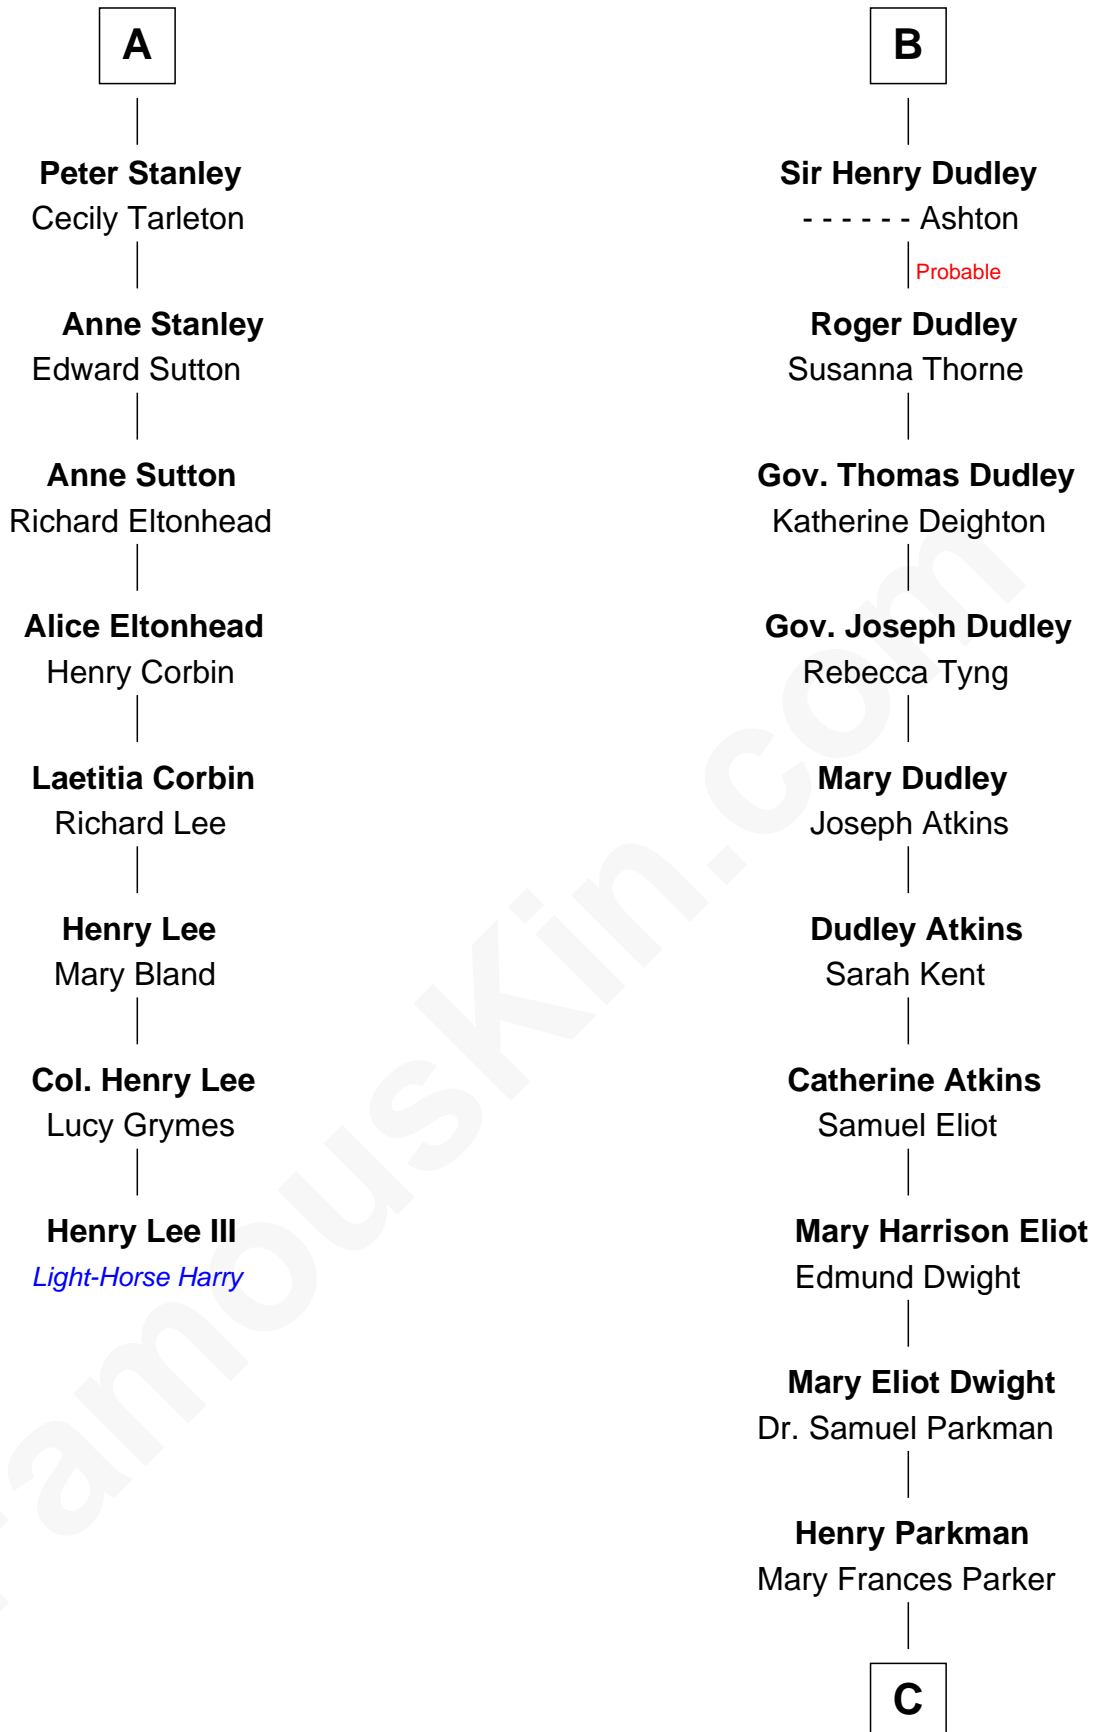 A
Peter Stanley
Cecily Tarleton
Anne Stanley
Edward Sutton
Anne Sutton
Richard Eltonhead
Alice Eltonhead
Henry Corbin
Laetitia Corbin
Richard Lee
Henry Lee
Mary Bland
Col. Henry Lee
Lucy Grymes
Henry Lee III
Light-Horse Harry
B
Sir Henry Dudley
- - - - - - Ashton
Probable
Roger Dudley
Susanna Thorne
Gov. Thomas Dudley
Katherine Deighton
Gov. Joseph Dudley
Rebecca Tyng
Mary Dudley
Joseph Atkins
Dudley Atkins
Sarah Kent
Catherine Atkins
Samuel Eliot
Mary Harrison Eliot
Edmund Dwight
Mary Eliot Dwight
Dr. Samuel Parkman
Henry Parkman
Mary Frances Parker
C
FamousKin.com